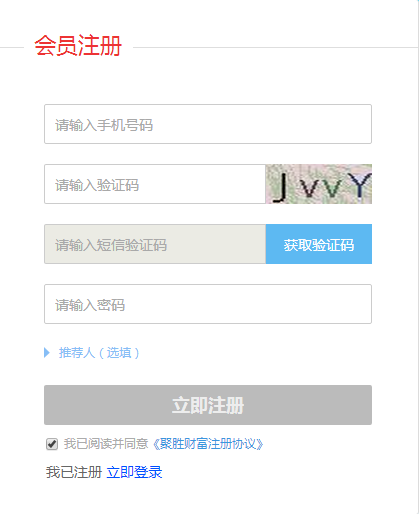 会员注册
请输入手机号码
请输入验证码 JvvY
请输入短信验证码 获取验证码
请输入密码
推荐人（选填）
立即注册
我已阅读并同意《聚胜财富注册协议》
我已注册 立即登录